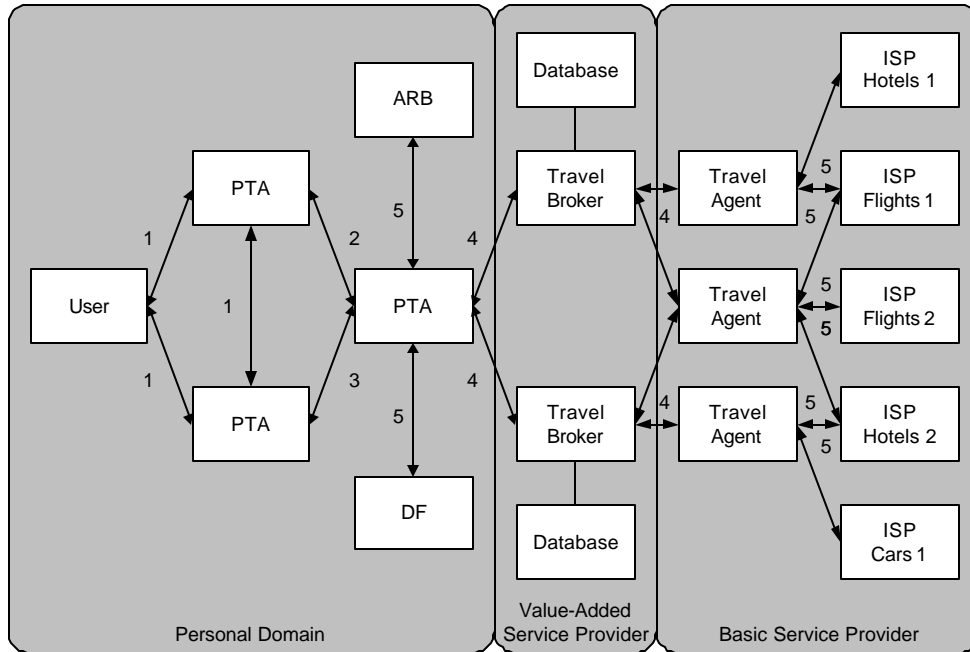 Database
ISP
Hotels 1
ARB
PTA
Travel
Broker
Travel
Agent
ISP
Flights 1
5
5
4
5
1
2
4
User
1
PTA
Travel
Agent
ISP
Flights 2
5
5
1
3
4
5
PTA
Travel
Broker
4
Travel
Agent
5
5
ISP
Hotels 2
DF
Database
ISP
Cars 1
Personal Domain
Value-Added
Service Provider
Basic Service Provider